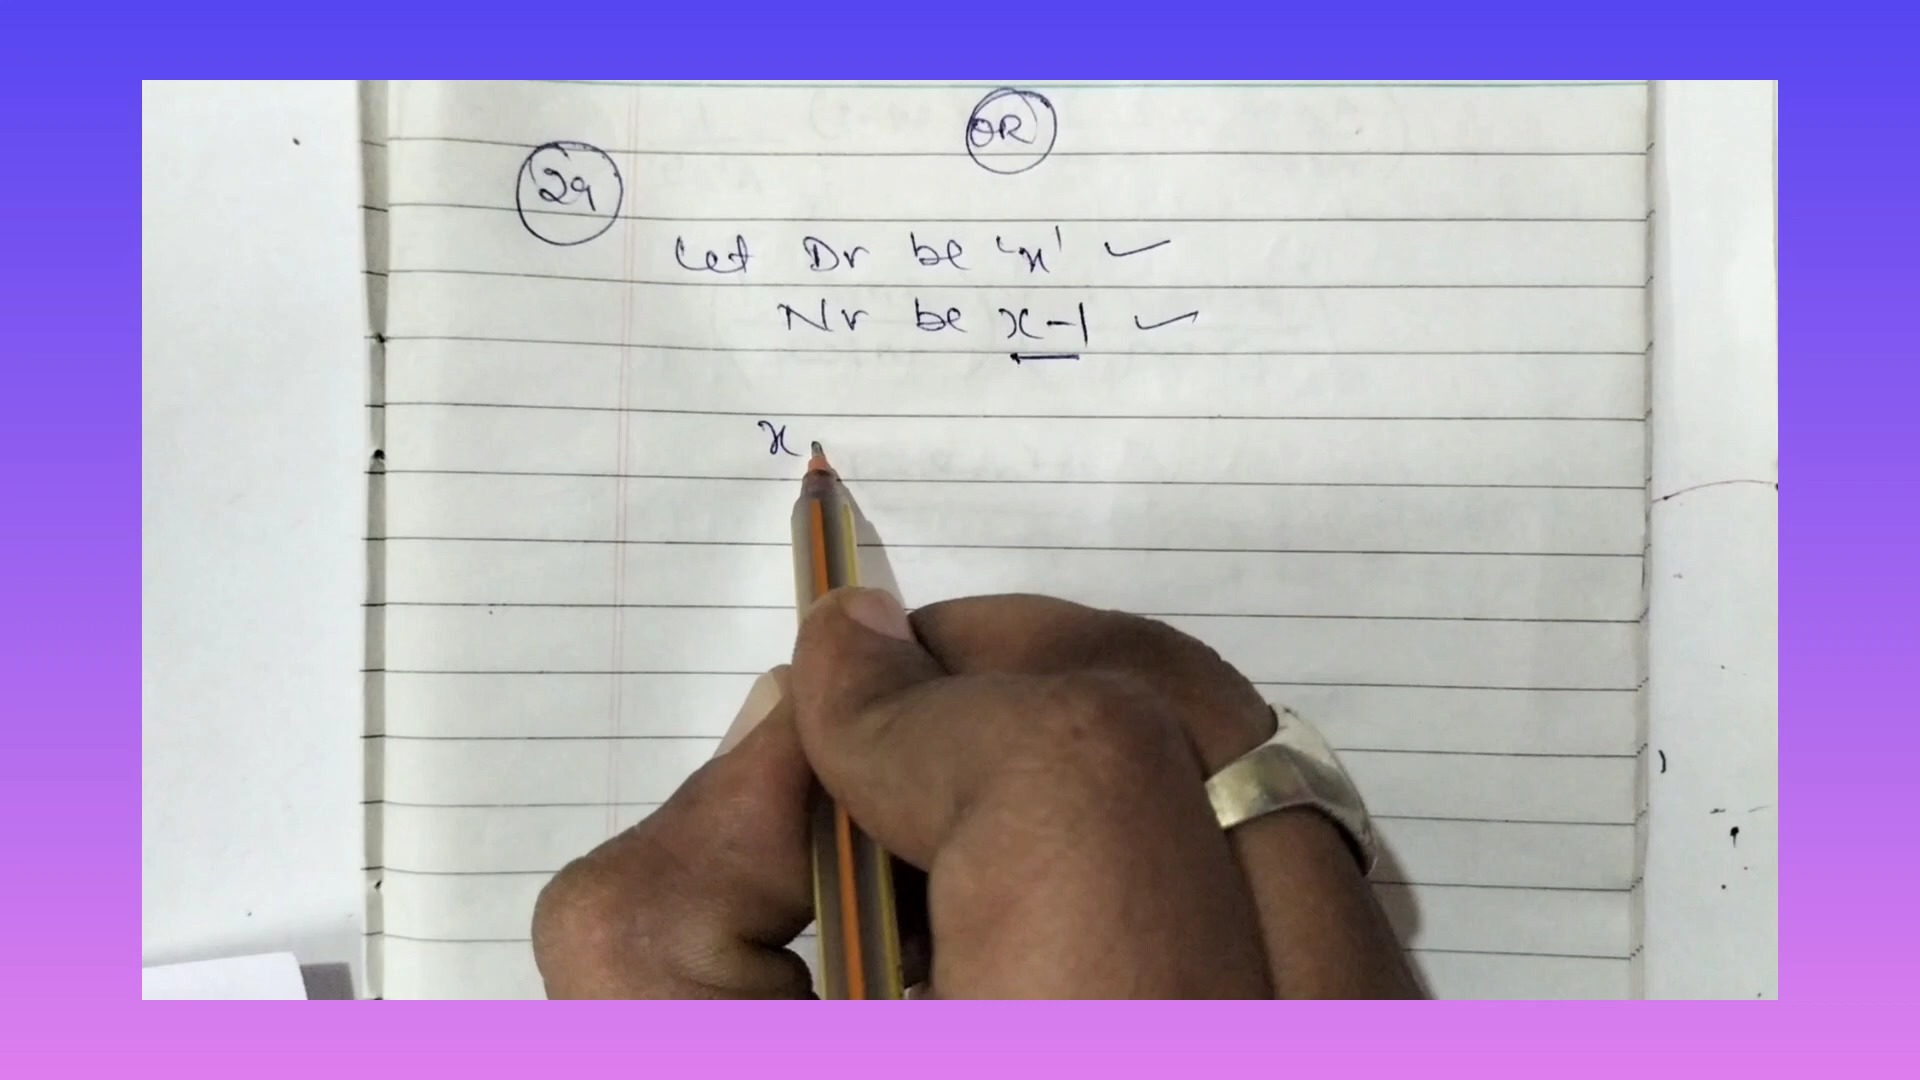 OR
29
Let Dr be 'x' ✓
Nr be x-1 ✓
x